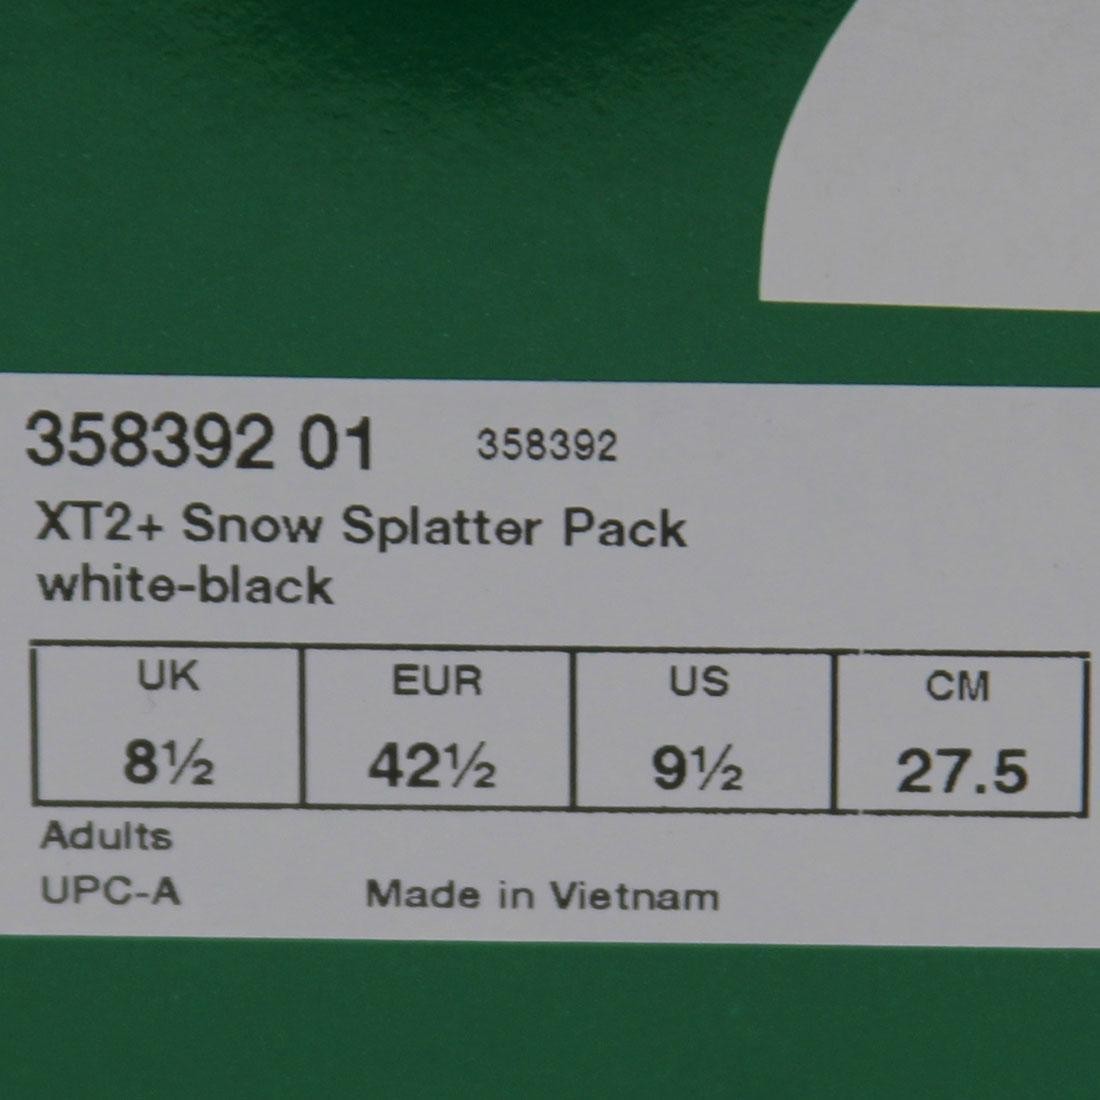 358392 01 358392
XT2+ Snow Splatter Pack
white-black
UK EUR US CM
8½ 42½ 9½ 27.5
Adults
UPC-A Made in Vietnam